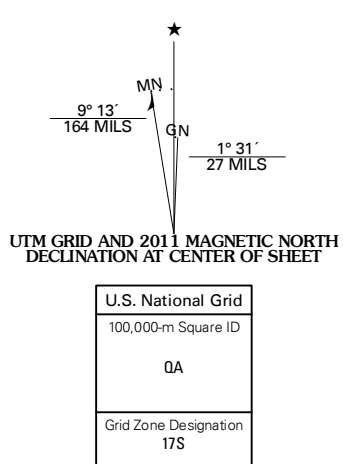 ★
MN
9° 13´
164 MILS
GN
1° 31´
27 MILS
UTM GRID AND 2011 MAGNETIC NORTH
DECLINATION AT CENTER OF SHEET
U.S. National Grid
100,000-m Square ID
QA
Grid Zone Designation
17S